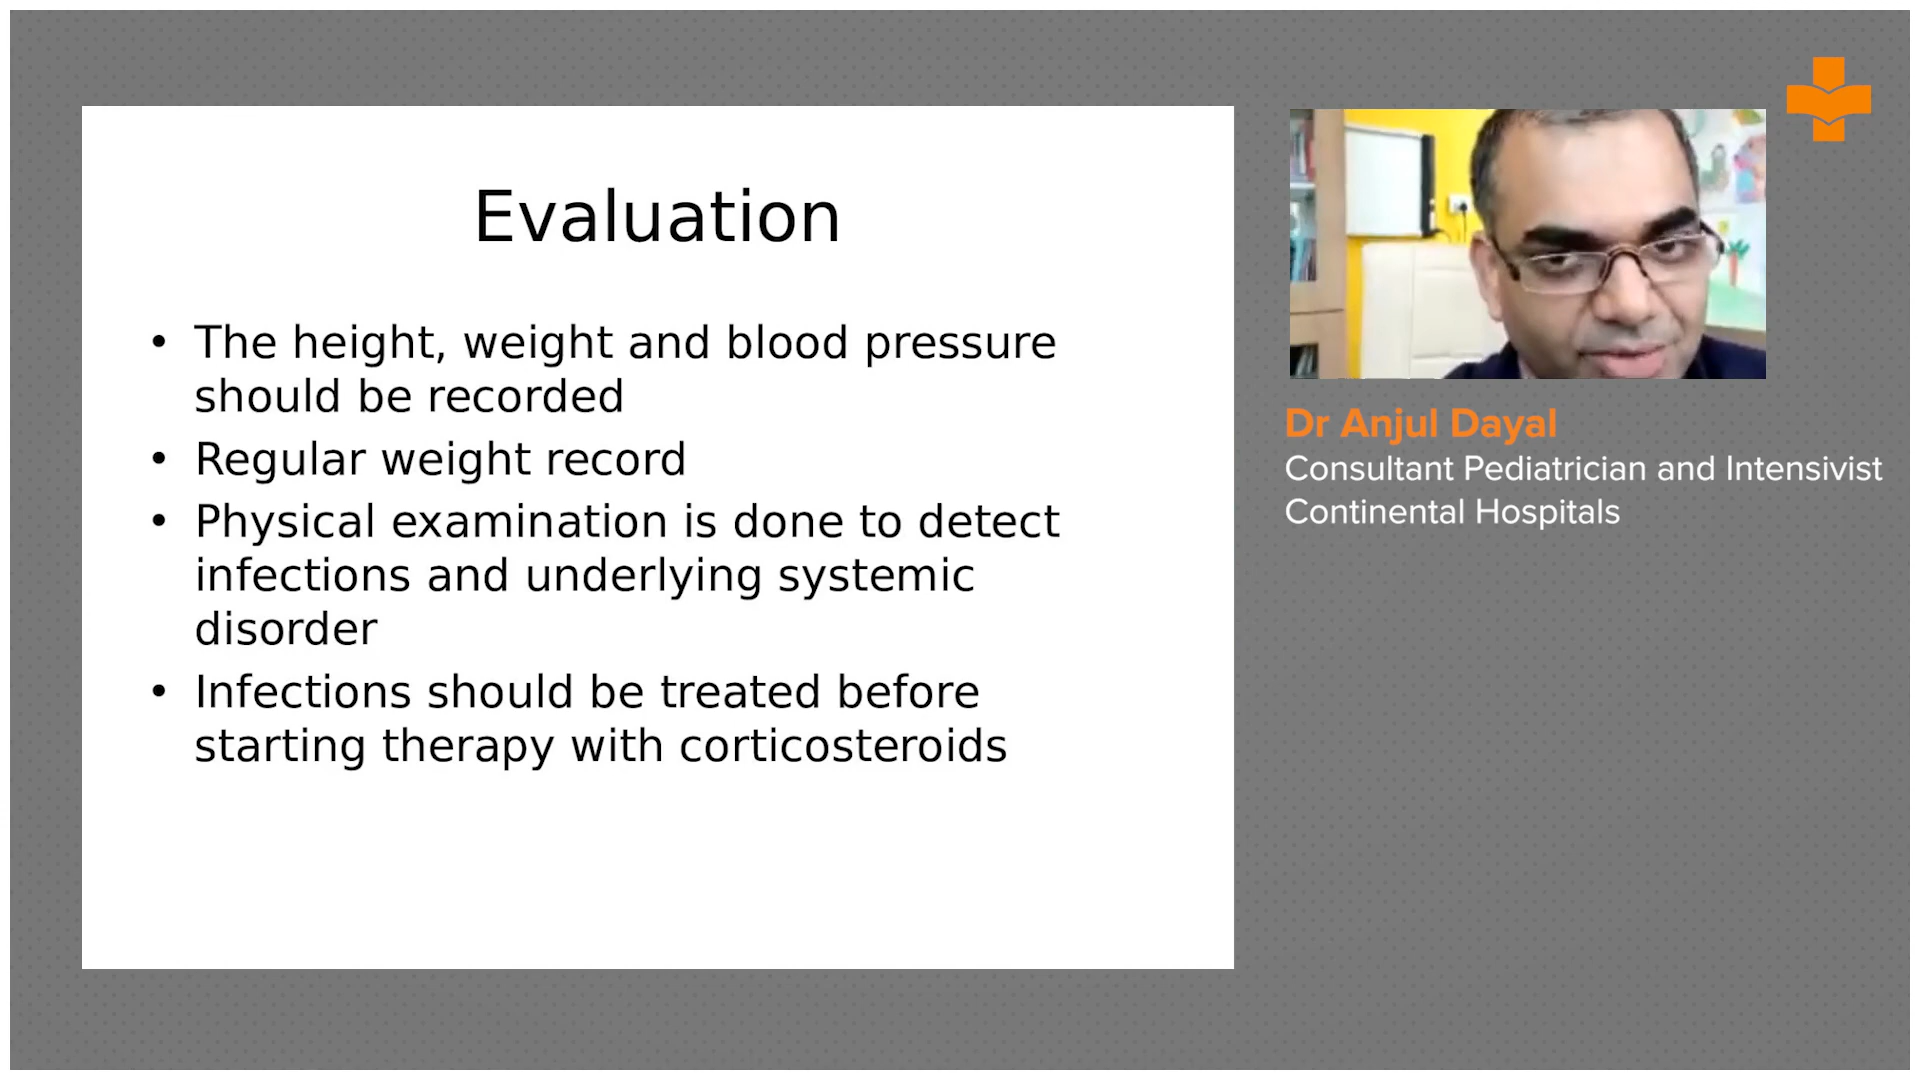 Evaluation
• The height, weight and blood pressure
should be recorded
• Regular weight record
• Physical examination is done to detect
infections and underlying systemic
disorder
• Infections should be treated before
starting therapy with corticosteroids
Dr Anjul Dayal
Consultant Pediatrician and Intensivist
Continental Hospitals